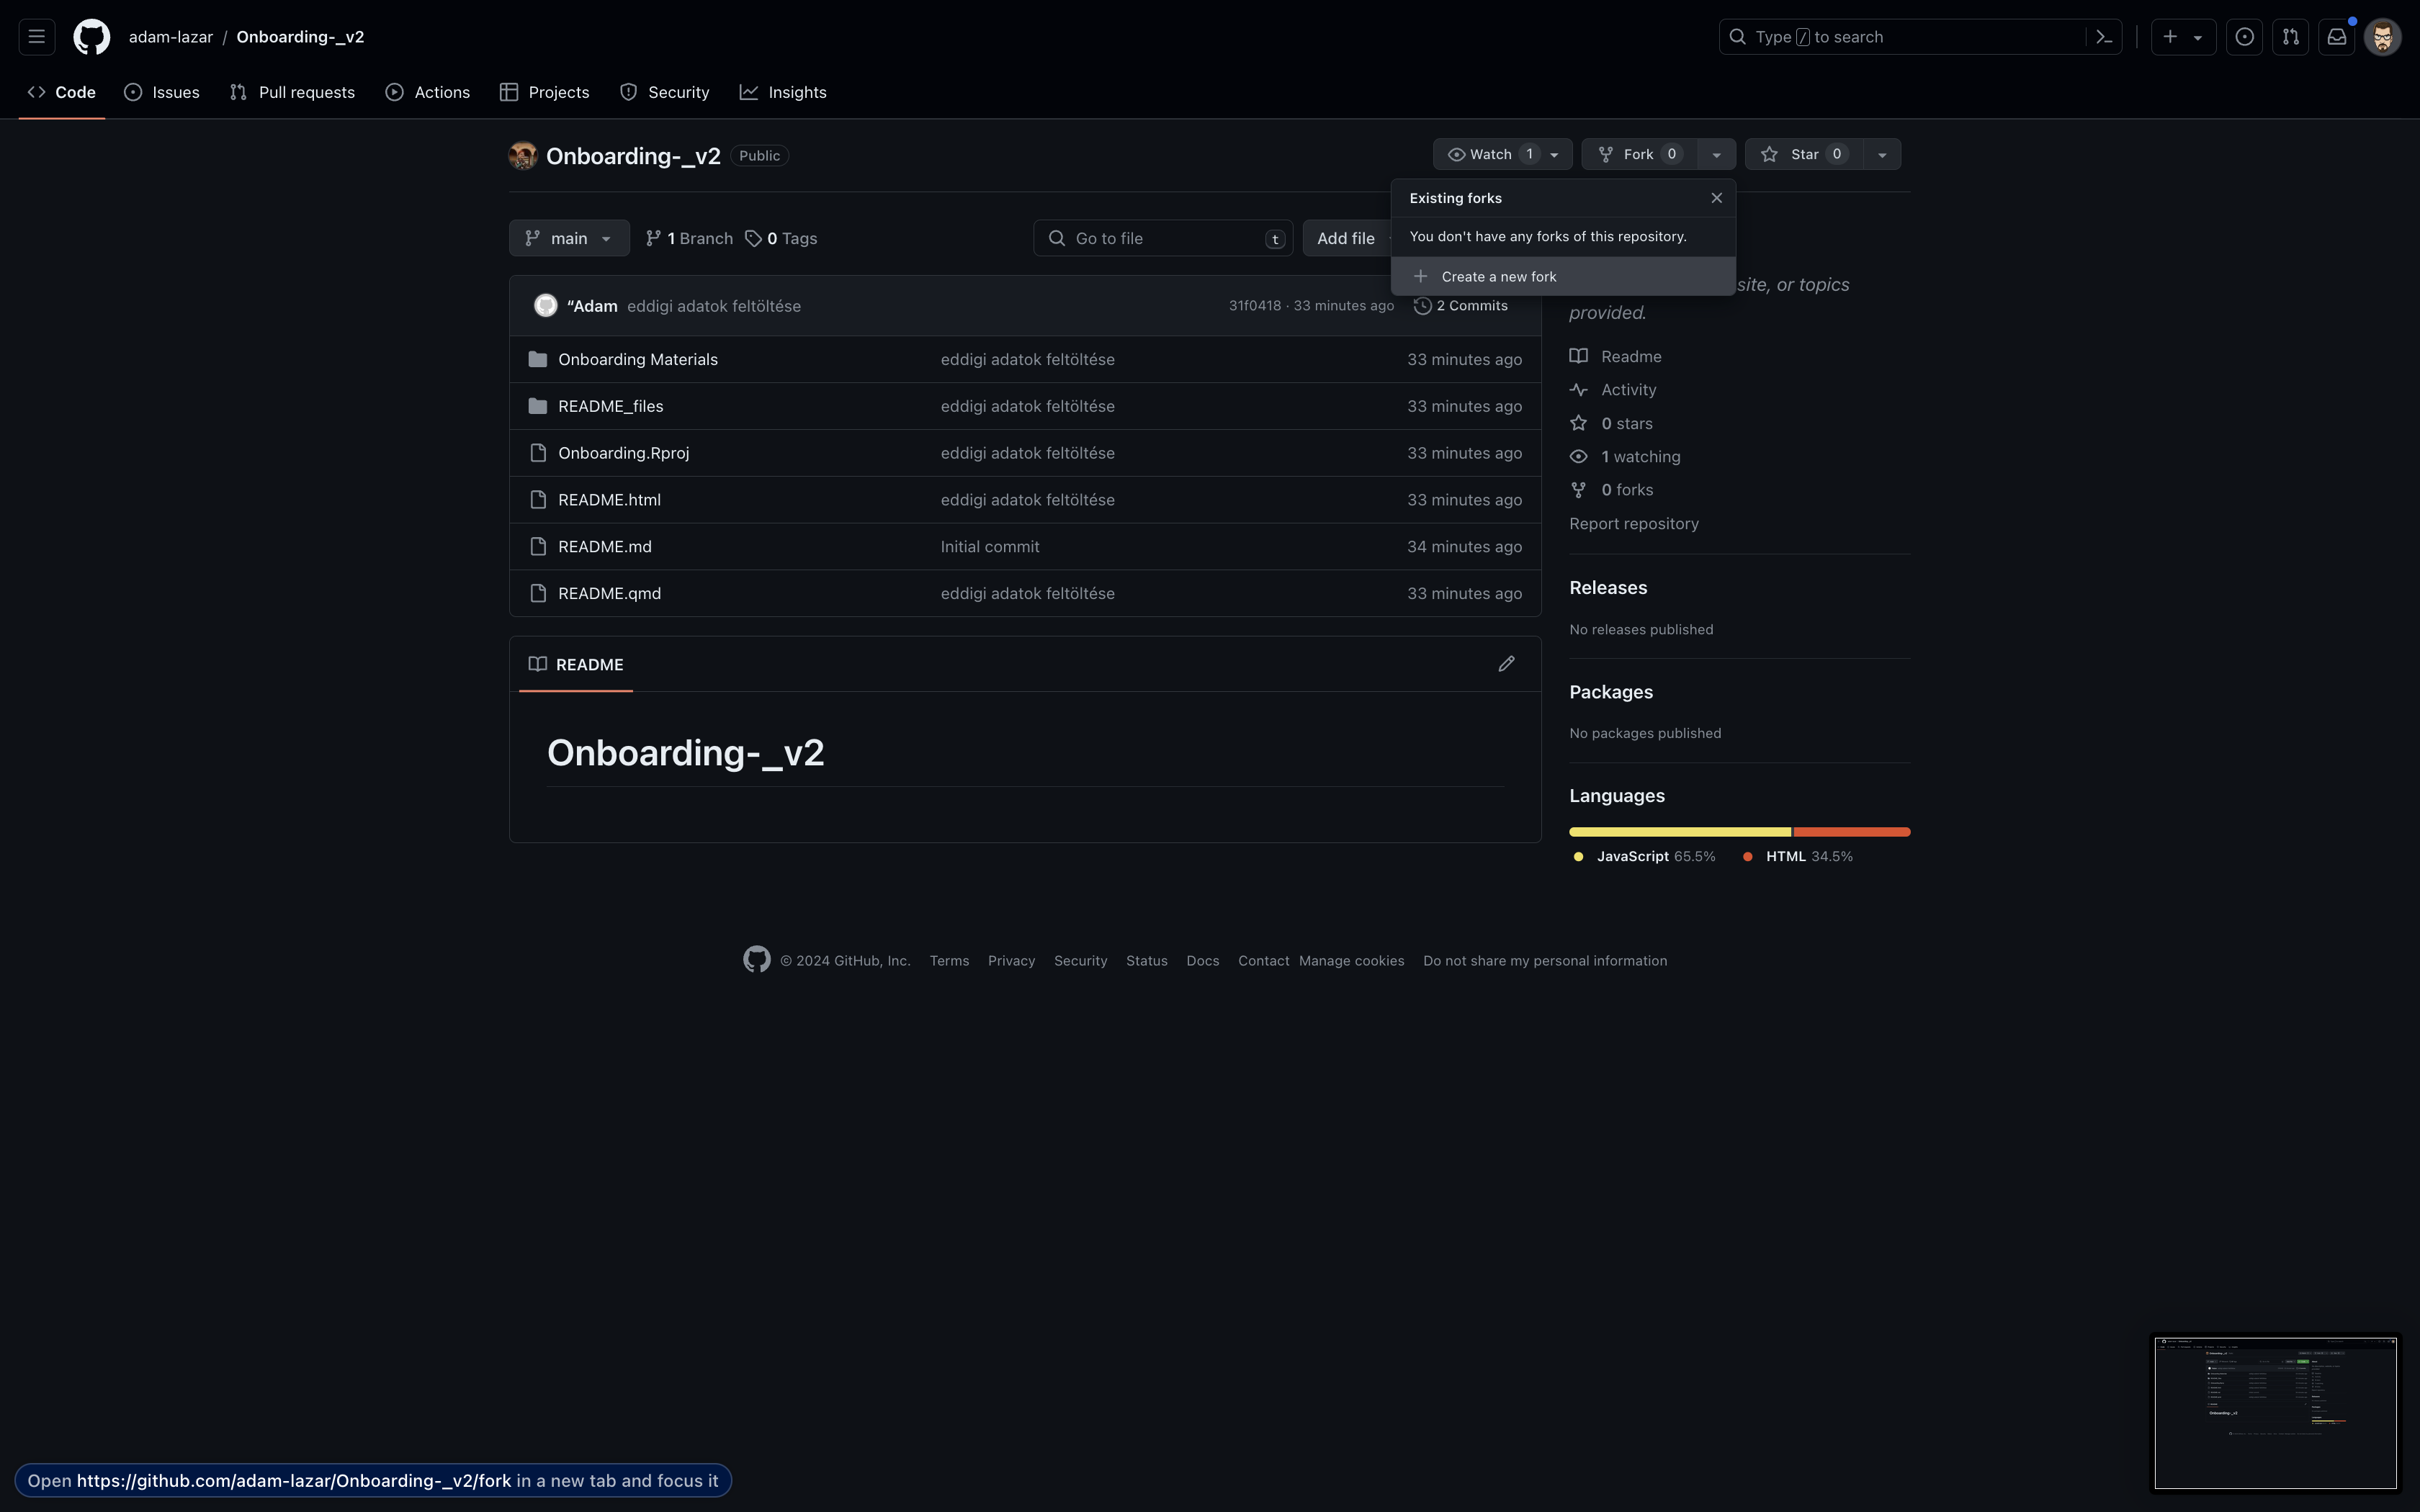 adam-lazar / Onboarding-_v2
Type / to search
Code
Issues
Pull requests
Actions
Projects
Security
Insights
Onboarding-_v2 Public
Watch 1
Fork 0
Star 0
Existing forks
You don't have any forks of this repository.
Create a new fork
main
1 Branch
0 Tags
Go to file t
Add file
site, or topics
provided.
“Adam eddigi adatok feltöltése 31f0418 · 33 minutes ago 2 Commits
Onboarding Materials eddigi adatok feltöltése 33 minutes ago
README_files eddigi adatok feltöltése 33 minutes ago
Onboarding.Rproj eddigi adatok feltöltése 33 minutes ago
README.html eddigi adatok feltöltése 33 minutes ago
README.md Initial commit 34 minutes ago
README.qmd eddigi adatok feltöltése 33 minutes ago
README
Onboarding-_v2
Readme
Activity
0 stars
1 watching
0 forks
Report repository
Releases
No releases published
Packages
No packages published
Languages
JavaScript 65.5% HTML 34.5%
© 2024 GitHub, Inc. Terms Privacy Security Status Docs Contact Manage cookies Do not share my personal information
Open https://github.com/adam-lazar/Onboarding-_v2/fork in a new tab and focus it